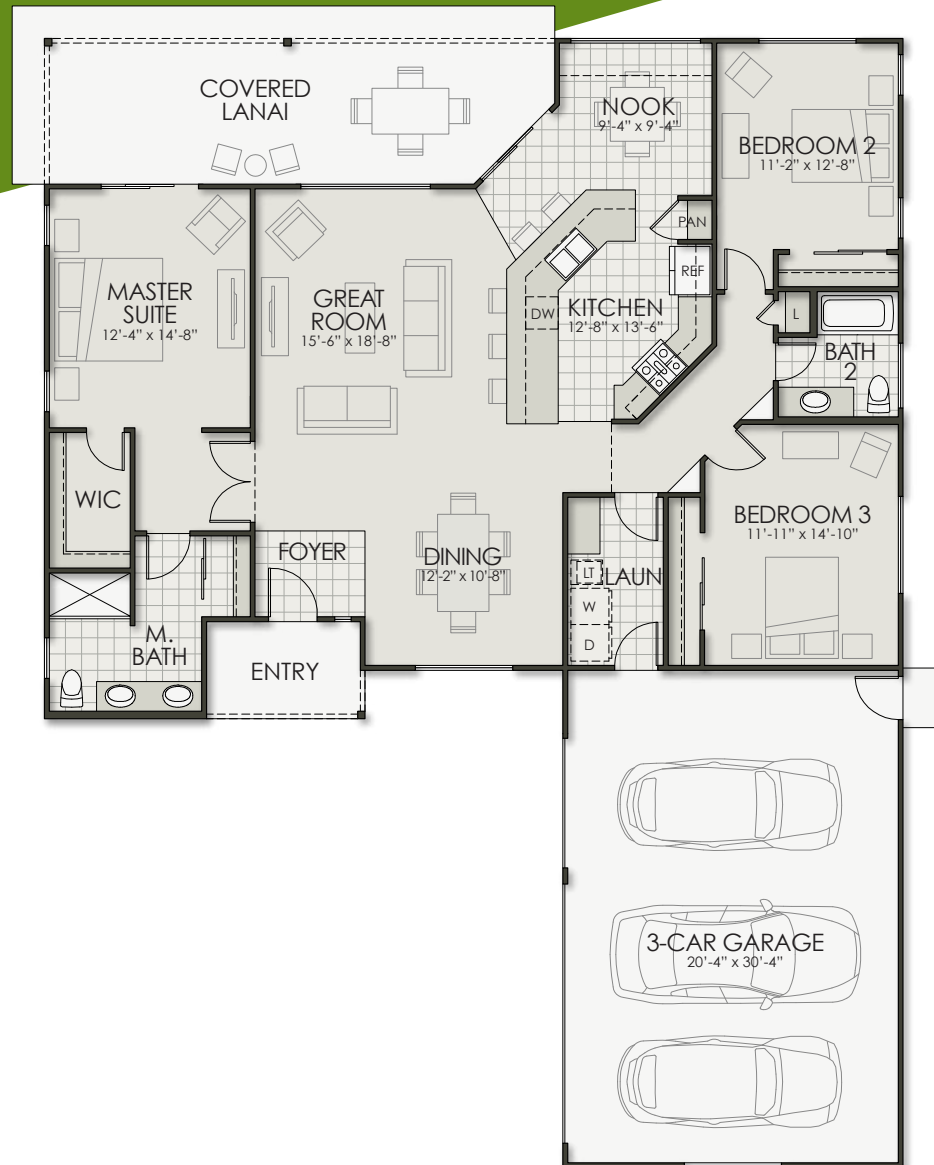 COVERED
LANAI
NOOK
9'-4" x 9'-4"
BEDROOM 2
11'-2" x 12'-8"
PAN
REF
MASTER
SUITE
12'-4" x 14'-8"
GREAT
ROOM
15'-6" x 18'-8"
DW
KITCHEN
12'-8" x 13'-6"
L
BATH
2
WIC
BEDROOM 3
11'-11" x 14'-10"
FOYER
DINING
12'-2" x 10'-8"
LT
LAUN
W
D
M.
BATH
ENTRY
3-CAR GARAGE
20'-4" x 30'-4"